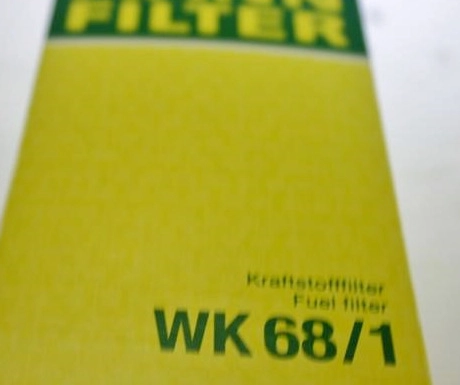 FILTER
Kraftstofffilter
Fuel filter
WK 68/1